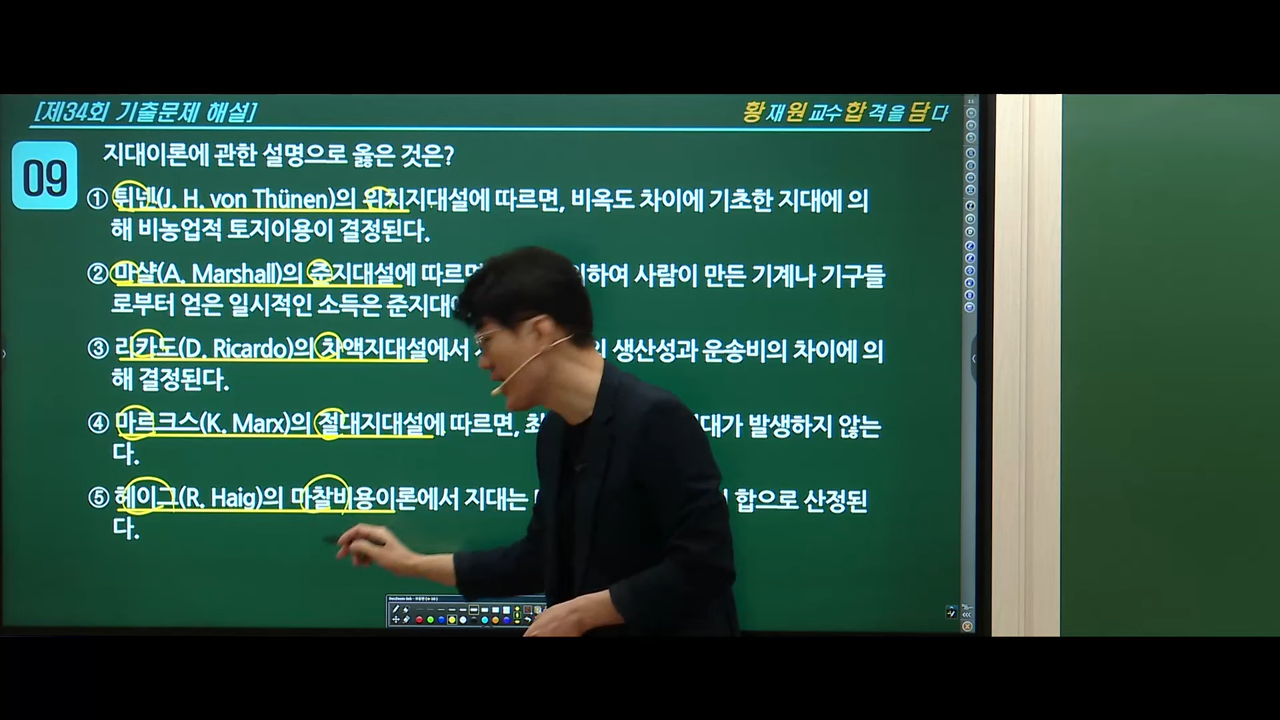 [제34회 기출문제 해설]
황재원교수합격을담다
09
지대이론에 관한 설명으로 옳은 것은?
① 튀넨(J. H. von Thünen)의 위치지대설에 따르면, 비옥도 차이에 기초한 지대에 의
해 비농업적 토지이용이 결정된다.
② 마샬(A. Marshall)의 준지대설에 따르면 하여 사람이 만든 기계나 기구들
로부터 얻은 일시적인 소득은 준지대에
③ 리카도(D. Ricardo)의 차액지대설에서 생산성과 운송비의 차이에 의
해 결정된다.
④ 마르크스(K. Marx)의 절대지대설에 따르면, 발생하지 않는
다.
⑤ 헤이그(R. Haig)의 마찰비용이론에서 지대는 합으로 산정된
다.